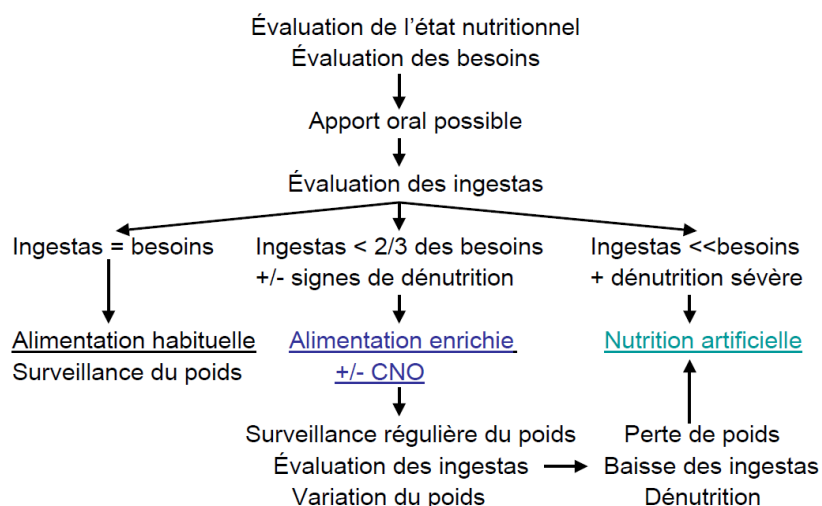 Évaluation de l’état nutritionnel
Évaluation des besoins
Apport oral possible
Évaluation des ingestas
Ingestas = besoins
Ingestas < 2/3 des besoins
+/- signes de dénutrition
Ingestas <<besoins
+ dénutrition sévère
Alimentation habituelle
Surveillance du poids
Alimentation enrichie
+/- CNO
Nutrition artificielle
Surveillance régulière du poids
Évaluation des ingestas
Variation du poids
Perte de poids
Baisse des ingestas
Dénutrition